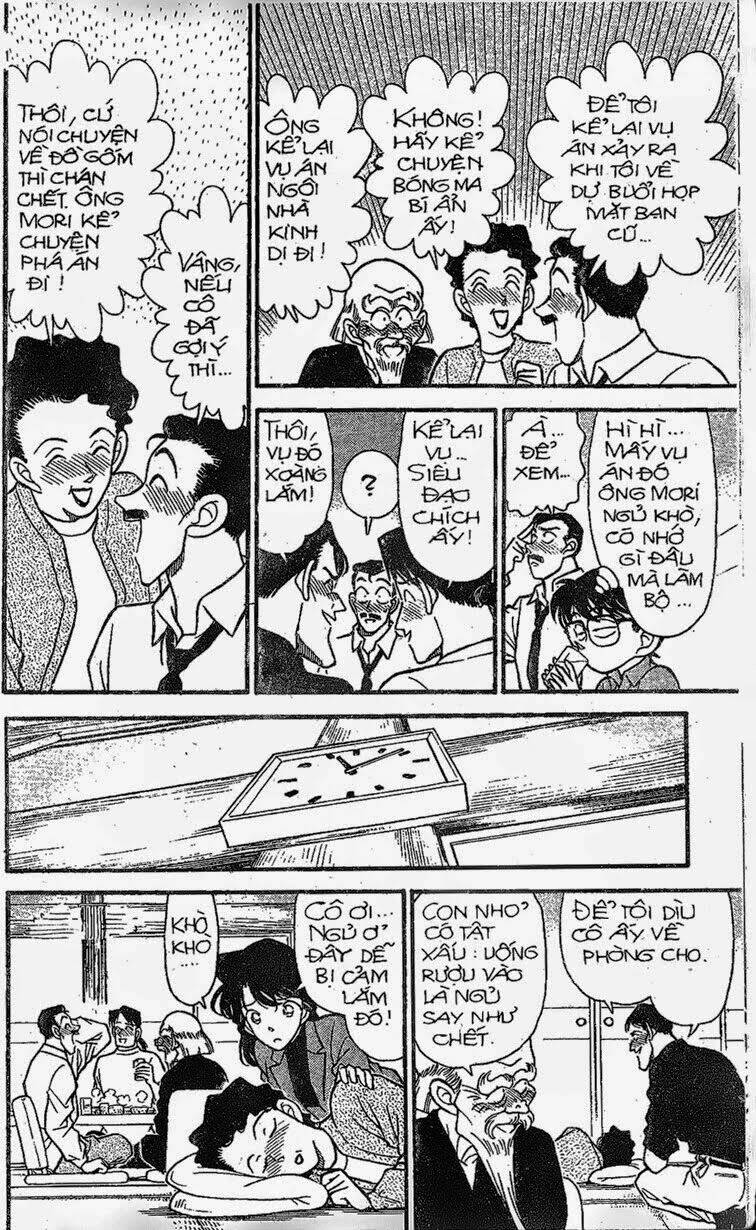 THÔI, CỨ
NÓI CHUYỆN
VỀ ĐỒ GỐM
THÌ CHÁN
CHẾT. ÔNG
MORI KỂ
CHUYỆN
PHÁ ÁN
ĐI !
VÂNG,
NẾU
CÔ
ĐÃ
GỢI Ý
THÌ...
ÔNG
KỂ LẠI
VỤ ÁN
NGÔI
NHÀ
KINH
DỊ ĐI !
KHÔNG !
HÃY KỂ
CHUYỆN
BÓNG MA
BÍ ẨN
ẤY !
ĐỂ TÔI
KỂ LẠI VỤ
ÁN XẢY RA
KHI TÔI VỀ
DỰ BUỔI HỌP
MẶT BẠN
CŨ...
THÔI,
VỤ ĐÓ
XOÀNG
LẮM !
?
KỂ LẠI
VỤ...
SIÊU
ĐẠO
CHÍCH
ẤY !
À...
ĐỂ
XEM...
HÌ HÌ...
MẤY VỤ
ÁN ĐÓ
ÔNG MORI
NGỦ KHÒ,
CÓ NHỚ
GÌ ĐÂU
MÀ LÀM
BỘ ...
KHÒ
KHO
....
CÔ ƠI...
NGỦ Ở
ĐÂY DỄ
BỊ CẢM
LẮM
ĐÓ !
CON NHỎ
CÓ TẬT
XẤU : UỐNG
RƯỢU VÀO
LÀ NGỦ
SAY NHƯ
CHẾT.
ĐỂ TÔI DÌU
CÔ ẤY VỀ
PHÒNG CHO.